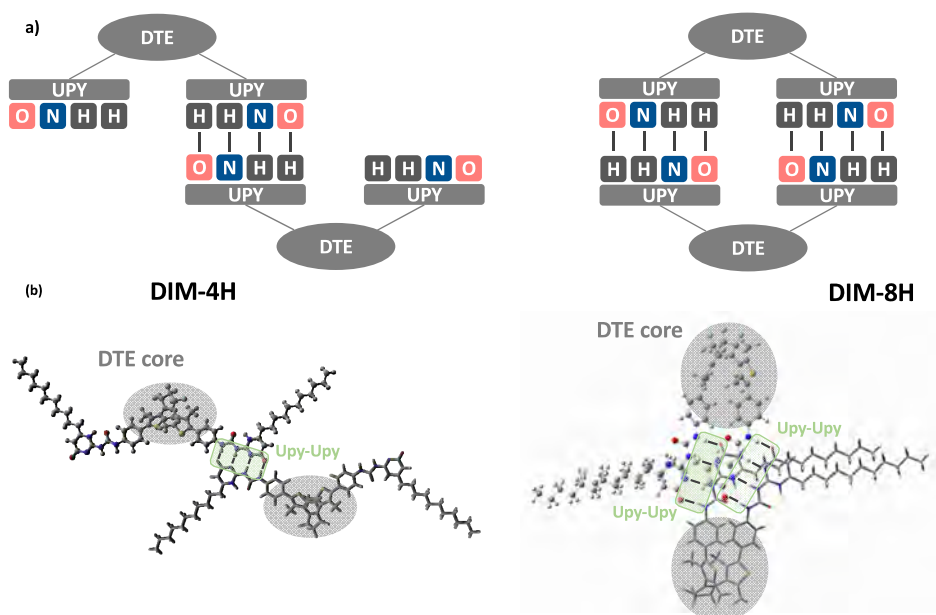 a)
DTE
DTE
UPY
UPY
UPY
UPY
O N H H
H H N O
O N H H
H H N O
O N H H
H H N O
H H N O
O N H H
UPY
UPY
UPY
UPY
DTE
DTE
(b)
DIM-4H
DIM-8H
DTE core
DTE core
Upy-Upy
Upy-Upy
Upy-Upy